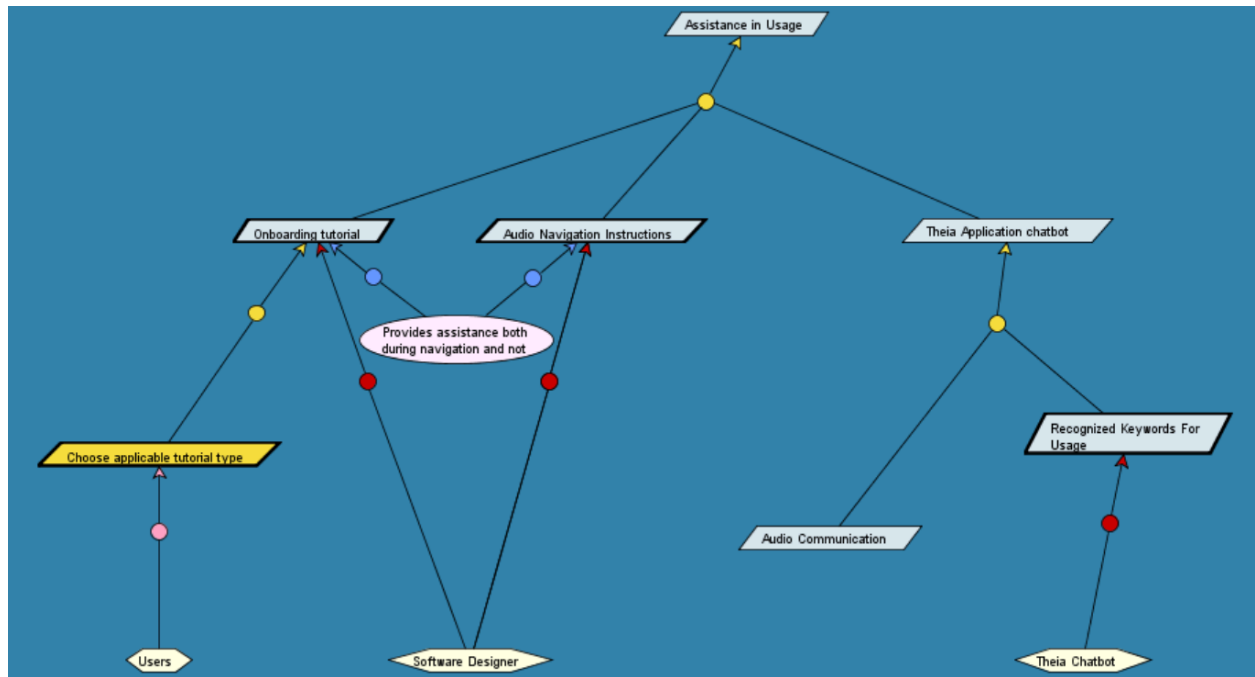 Assistance in Usage
Onboarding tutorial
Audio Navigation Instructions
Theia Application chatbot
Provides assistance both
during navigation and not
Choose applicable tutorial type
Recognized Keywords For
Usage
Audio Communication
Users
Software Designer
Theia Chatbot